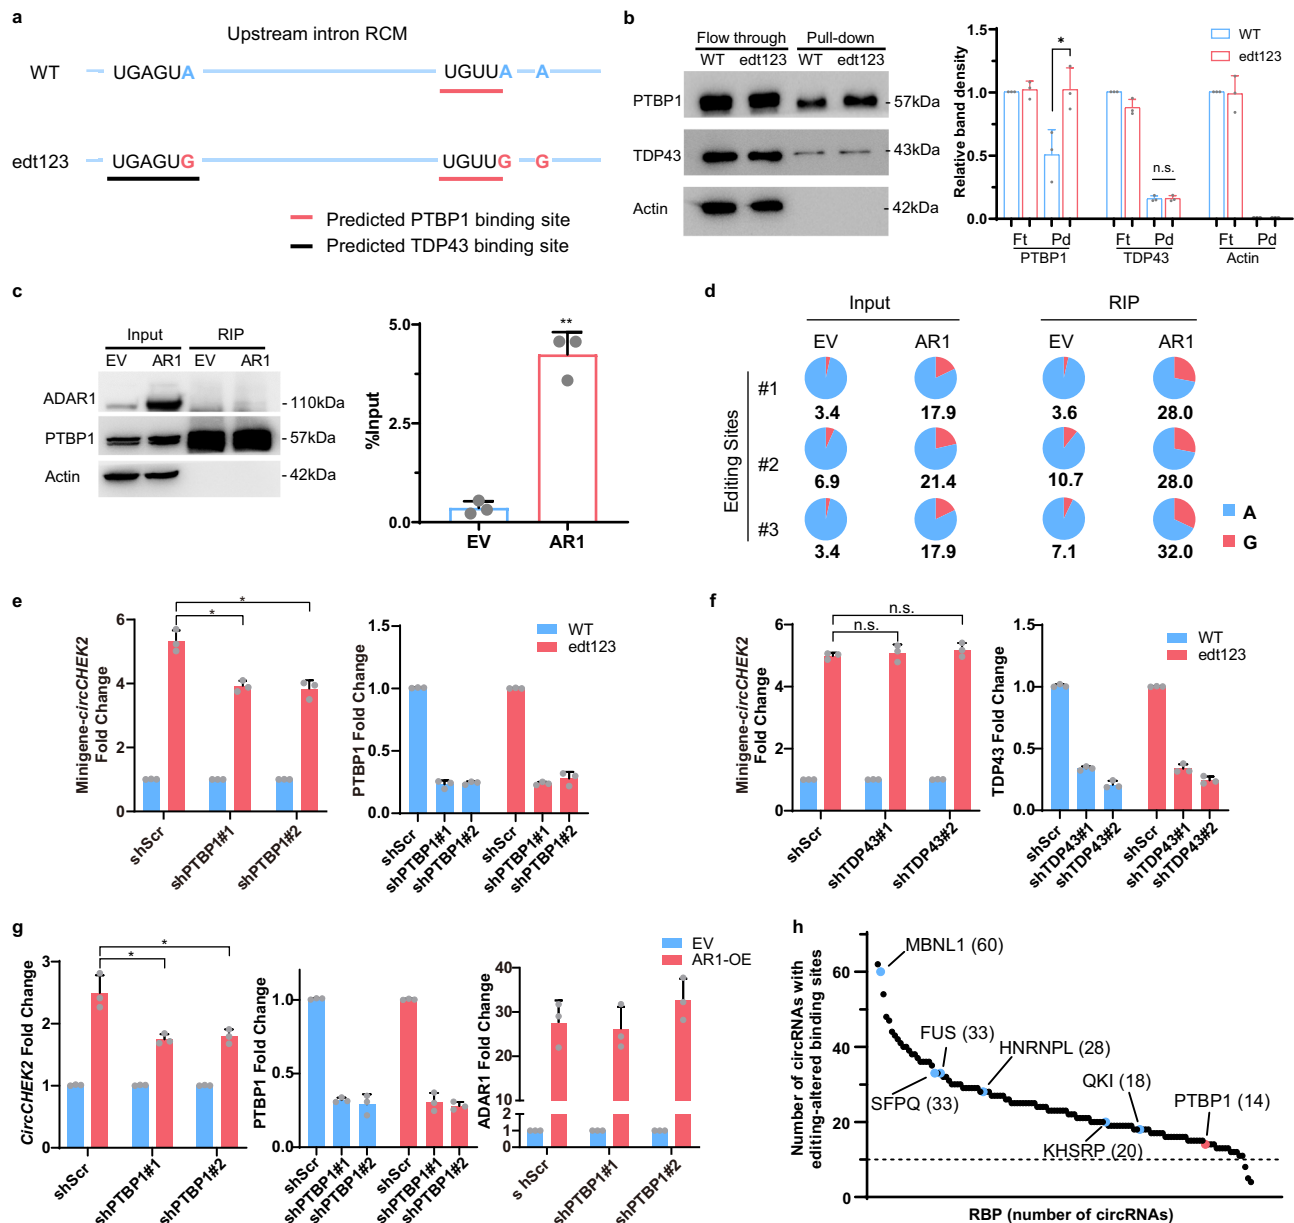 a
Upstream intron RCM
WT UGAGUA UGUUA A
edt123 UGAGUG UGUUG G
Predicted PTBP1 binding site
Predicted TDP43 binding site
b
Flow through Pull-down
WT edt123 WT edt123
PTBP1 57kDa
TDP43 43kDa
Actin 42kDa
Relative band density
1.5
1.0
0.5
0.0
*
n.s.
WT
edt123
Ft Pd Ft Pd Ft Pd
PTBP1 TDP43 Actin
c
Input RIP
EV AR1 EV AR1
ADAR1 110kDa
PTBP1 57kDa
Actin 42kDa
%Input
5.0
2.5
0.0
**
EV AR1
d
Input RIP
EV AR1 EV AR1
Editing Sites
#1
3.4 17.9 3.6 28.0
#2
6.9 21.4 10.7 28.0
#3
3.4 17.9 7.1 32.0
A
G
e
Minigene-circCHEK2
Fold Change
6
4
2
0
*
*
shScr shPTBP1#1 shPTBP1#2
PTBP1 Fold Change
1.5
1.0
0.5
0.0
WT
edt123
shScr shPTBP1#1 shPTBP1#2 shScr shPTBP1#1 shPTBP1#2
f
Minigene-circCHEK2
Fold Change
6
4
2
0
n.s.
n.s.
shScr shTDP43#1 shTDP43#2
TDP43 Fold Change
1.5
1.0
0.5
0.0
WT
edt123
shScr shTDP43#1 shTDP43#2 shScr shTDP43#1 shTDP43#2
g
CircCHEK2 Fold Change
3
2
1
0
*
*
shScr shPTBP1#1 shPTBP1#2
PTBP1 Fold Change
1.0
0.5
0.0
shScr shPTBP1#1 shPTBP1#2 shScr shPTBP1#1 shPTBP1#2
EV
AR1-OE
ADAR1 Fold Change
40
30
20
10
2
1
0
s hScr shPTBP1#1 shPTBP1#2
h
Number of circRNAs with
editing-altered binding sites
60
40
20
0
MBNL1 (60)
FUS (33)
HNRNPL (28)
SFPQ (33)
QKI (18)
PTBP1 (14)
KHSRP (20)
RBP (number of circRNAs)